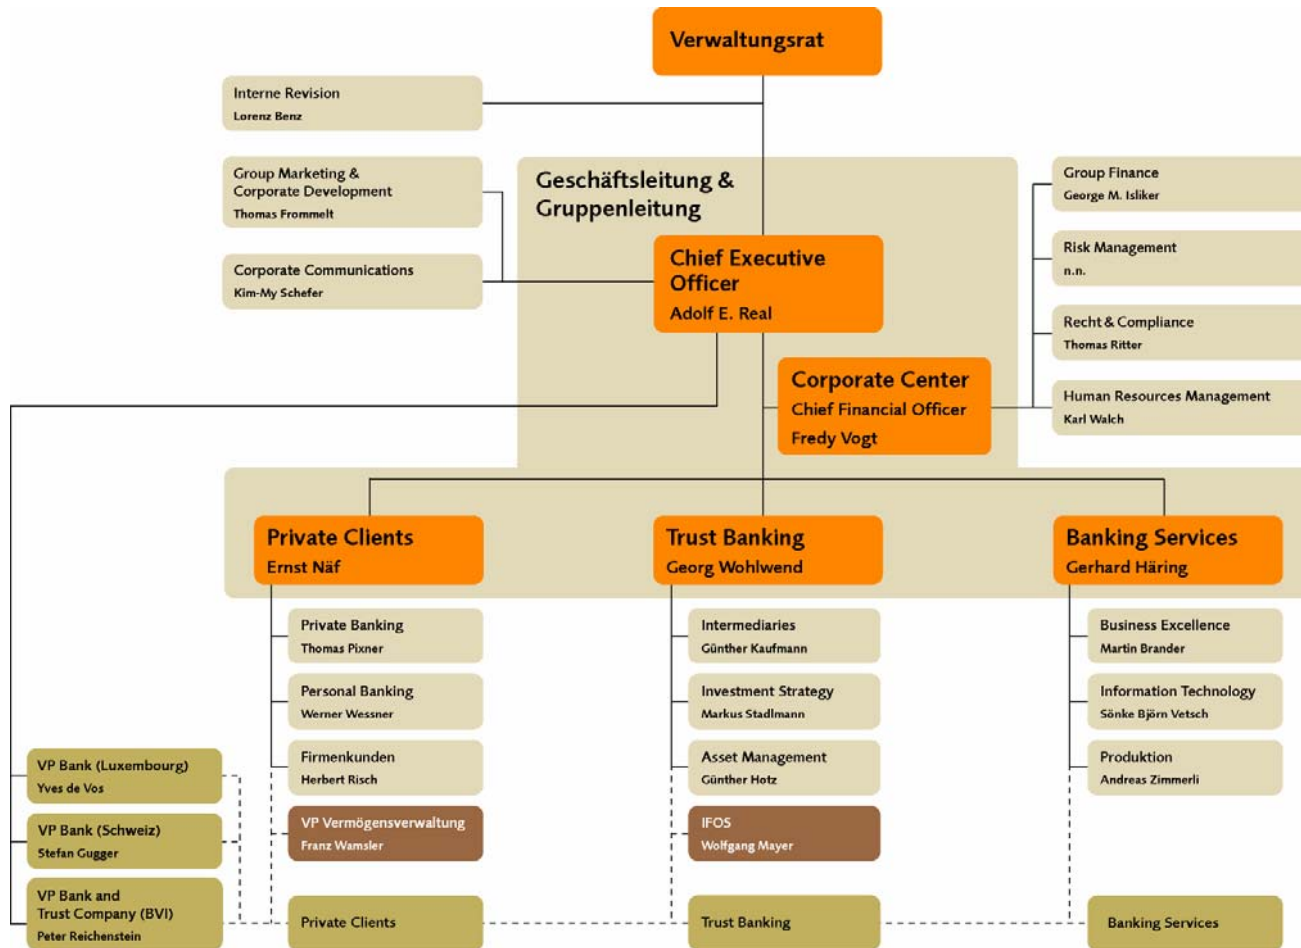 Verwaltungsrat
Interne Revision
Lorenz Benz
Group Marketing &
Corporate Development
Thomas Frommelt
Corporate Communications
Kim-My Schefer
Geschäftsleitung &
Gruppenleitung
Chief Executive
Officer
Adolf E. Real
Corporate Center
Chief Financial Officer
Fredy Vogt
Group Finance
George M. Isliker
Risk Management
n.n.
Recht & Compliance
Thomas Ritter
Human Resources Management
Karl Walch
Private Clients
Ernst Näf
Trust Banking
Georg Wohlwend
Banking Services
Gerhard Häring
Private Banking
Thomas Pixner
Personal Banking
Werner Wessner
Firmenkunden
Herbert Risch
VP Vermögensverwaltung
Franz Wamsler
Intermediaries
Günther Kaufmann
Investment Strategy
Markus Stadlmann
Asset Management
Günther Hotz
IFOS
Wolfgang Mayer
Business Excellence
Martin Brander
Information Technology
Sönke Björn Vetsch
Produktion
Andreas Zimmerli
VP Bank (Luxembourg)
Yves de Vos
VP Bank (Schweiz)
Stefan Gugger
VP Bank and
Trust Company (BVI)
Peter Reichenstein
Private Clients
Trust Banking
Banking Services